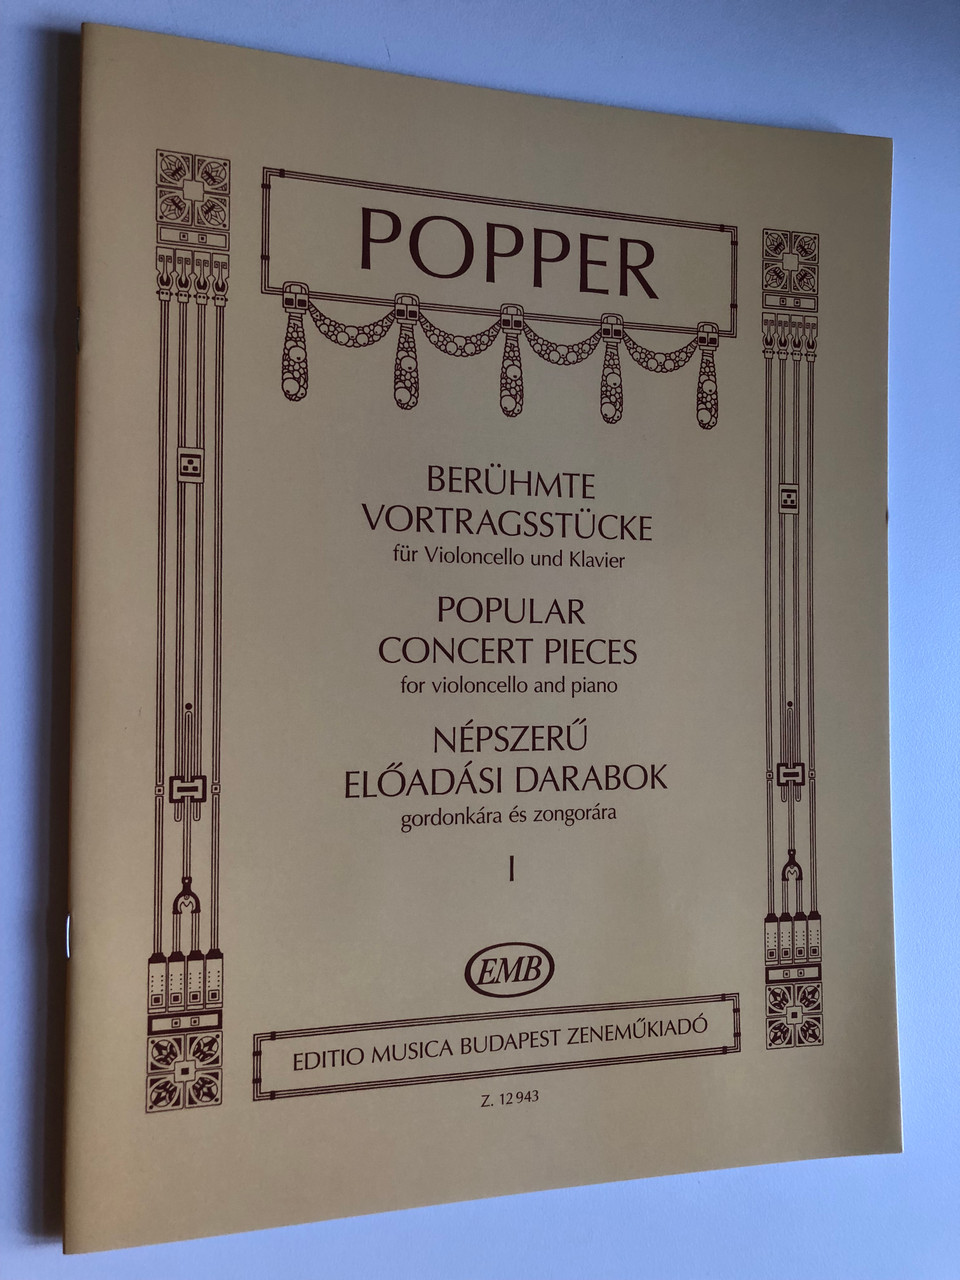 POPPER
BERÜHMTE
VORTRAGSSTÜCKE
für Violoncello und Klavier
POPULAR
CONCERT PIECES
for violoncello and piano
NÉPSZERŰ
ELŐADÁSI DARABOK
gordonkára és zongorára
I
EMB
EDITIO MUSICA BUDAPEST ZENEMŰKIADÓ
Z. 12 943